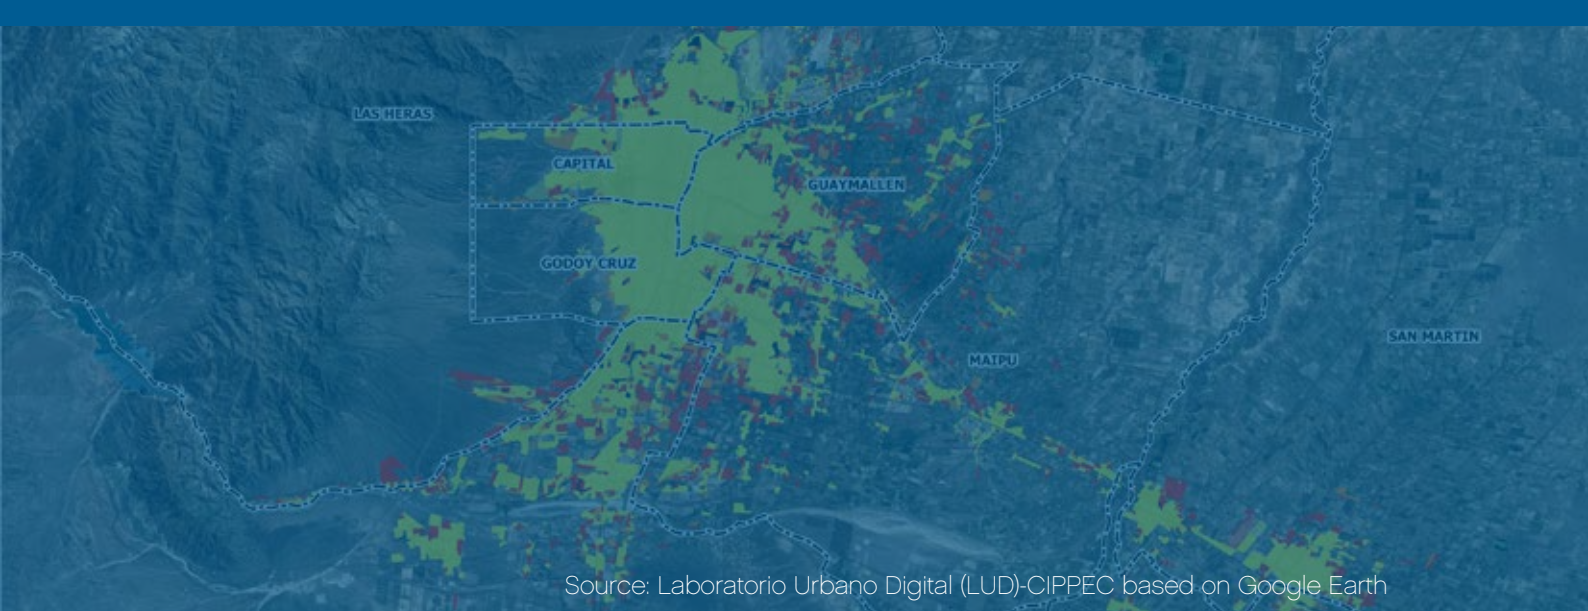 LAS HERAS
CAPITAL
GUAYMALLEN
GODOY CRUZ
SAN MARTIN
MAIPU
Source: Laboratorio Urbano Digital (LUD)-CIPPEC based on Google Earth